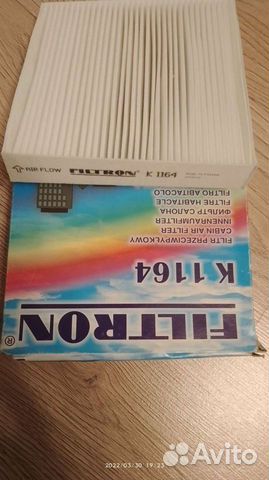 AIR FLOW FILTRON K 1164
FILTRON®
K 1164
FILTR PRZECIWPYŁKOWY
CABIN AIR FILTER
INNENRAUMFILTER
ФИЛЬТР САЛОНА
FILTRE HABITACLE
FILTRO ABITACOLO
2022/03/30 19:23
Avito